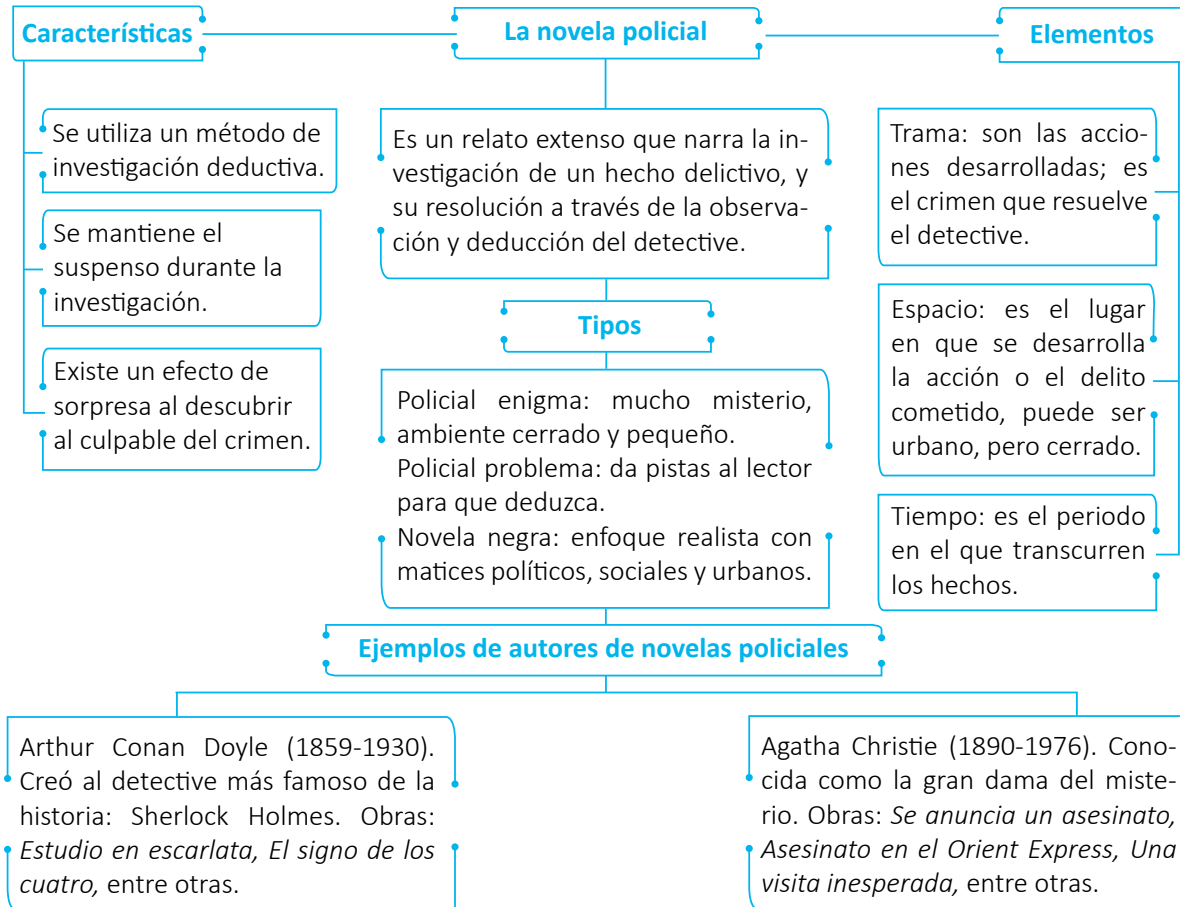 Característícas
La novela policial
Elementos
Se utiliza un método de
investigación deductiva.
Se mantiene el
suspenso durante la
investigación.
Existe un efecto de
sorpresa al descubrir
al culpable del crimen.
Es un relato extenso que narra la in-
vestigación de un hecho delictivo, y
su resolución a través de la observa-
ción y deducción del detective.
Tipos
Policial enigma: mucho misterio,
ambiente cerrado y pequeño.
Policial problema: da pistas al lector
para que deduzca.
Novela negra: enfoque realista con
matices políticos, sociales y urbanos.
Trama: son las accio-
nes desarrolladas; es
el crimen que resuelve
el detective.
Espacio: es el lugar
en que se desarrolla
la acción o el delito
cometido, puede ser
urbano, pero cerrado.
Tiempo: es el periodo
en el que transcurren
los hechos.
Ejemplos de autores de novelas policiales
Arthur Conan Doyle (1859-1930).
Creó al detective más famoso de la
historia: Sherlock Holmes. Obras:
Estudio en escarlata, El signo de los
cuatro, entre otras.
Agatha Christie (1890-1976). Cono-
cida como la gran dama del miste-
rio. Obras: Se anuncia un asesinato,
Asesinato en el Orient Express, Una
visita inesperada, entre otras.